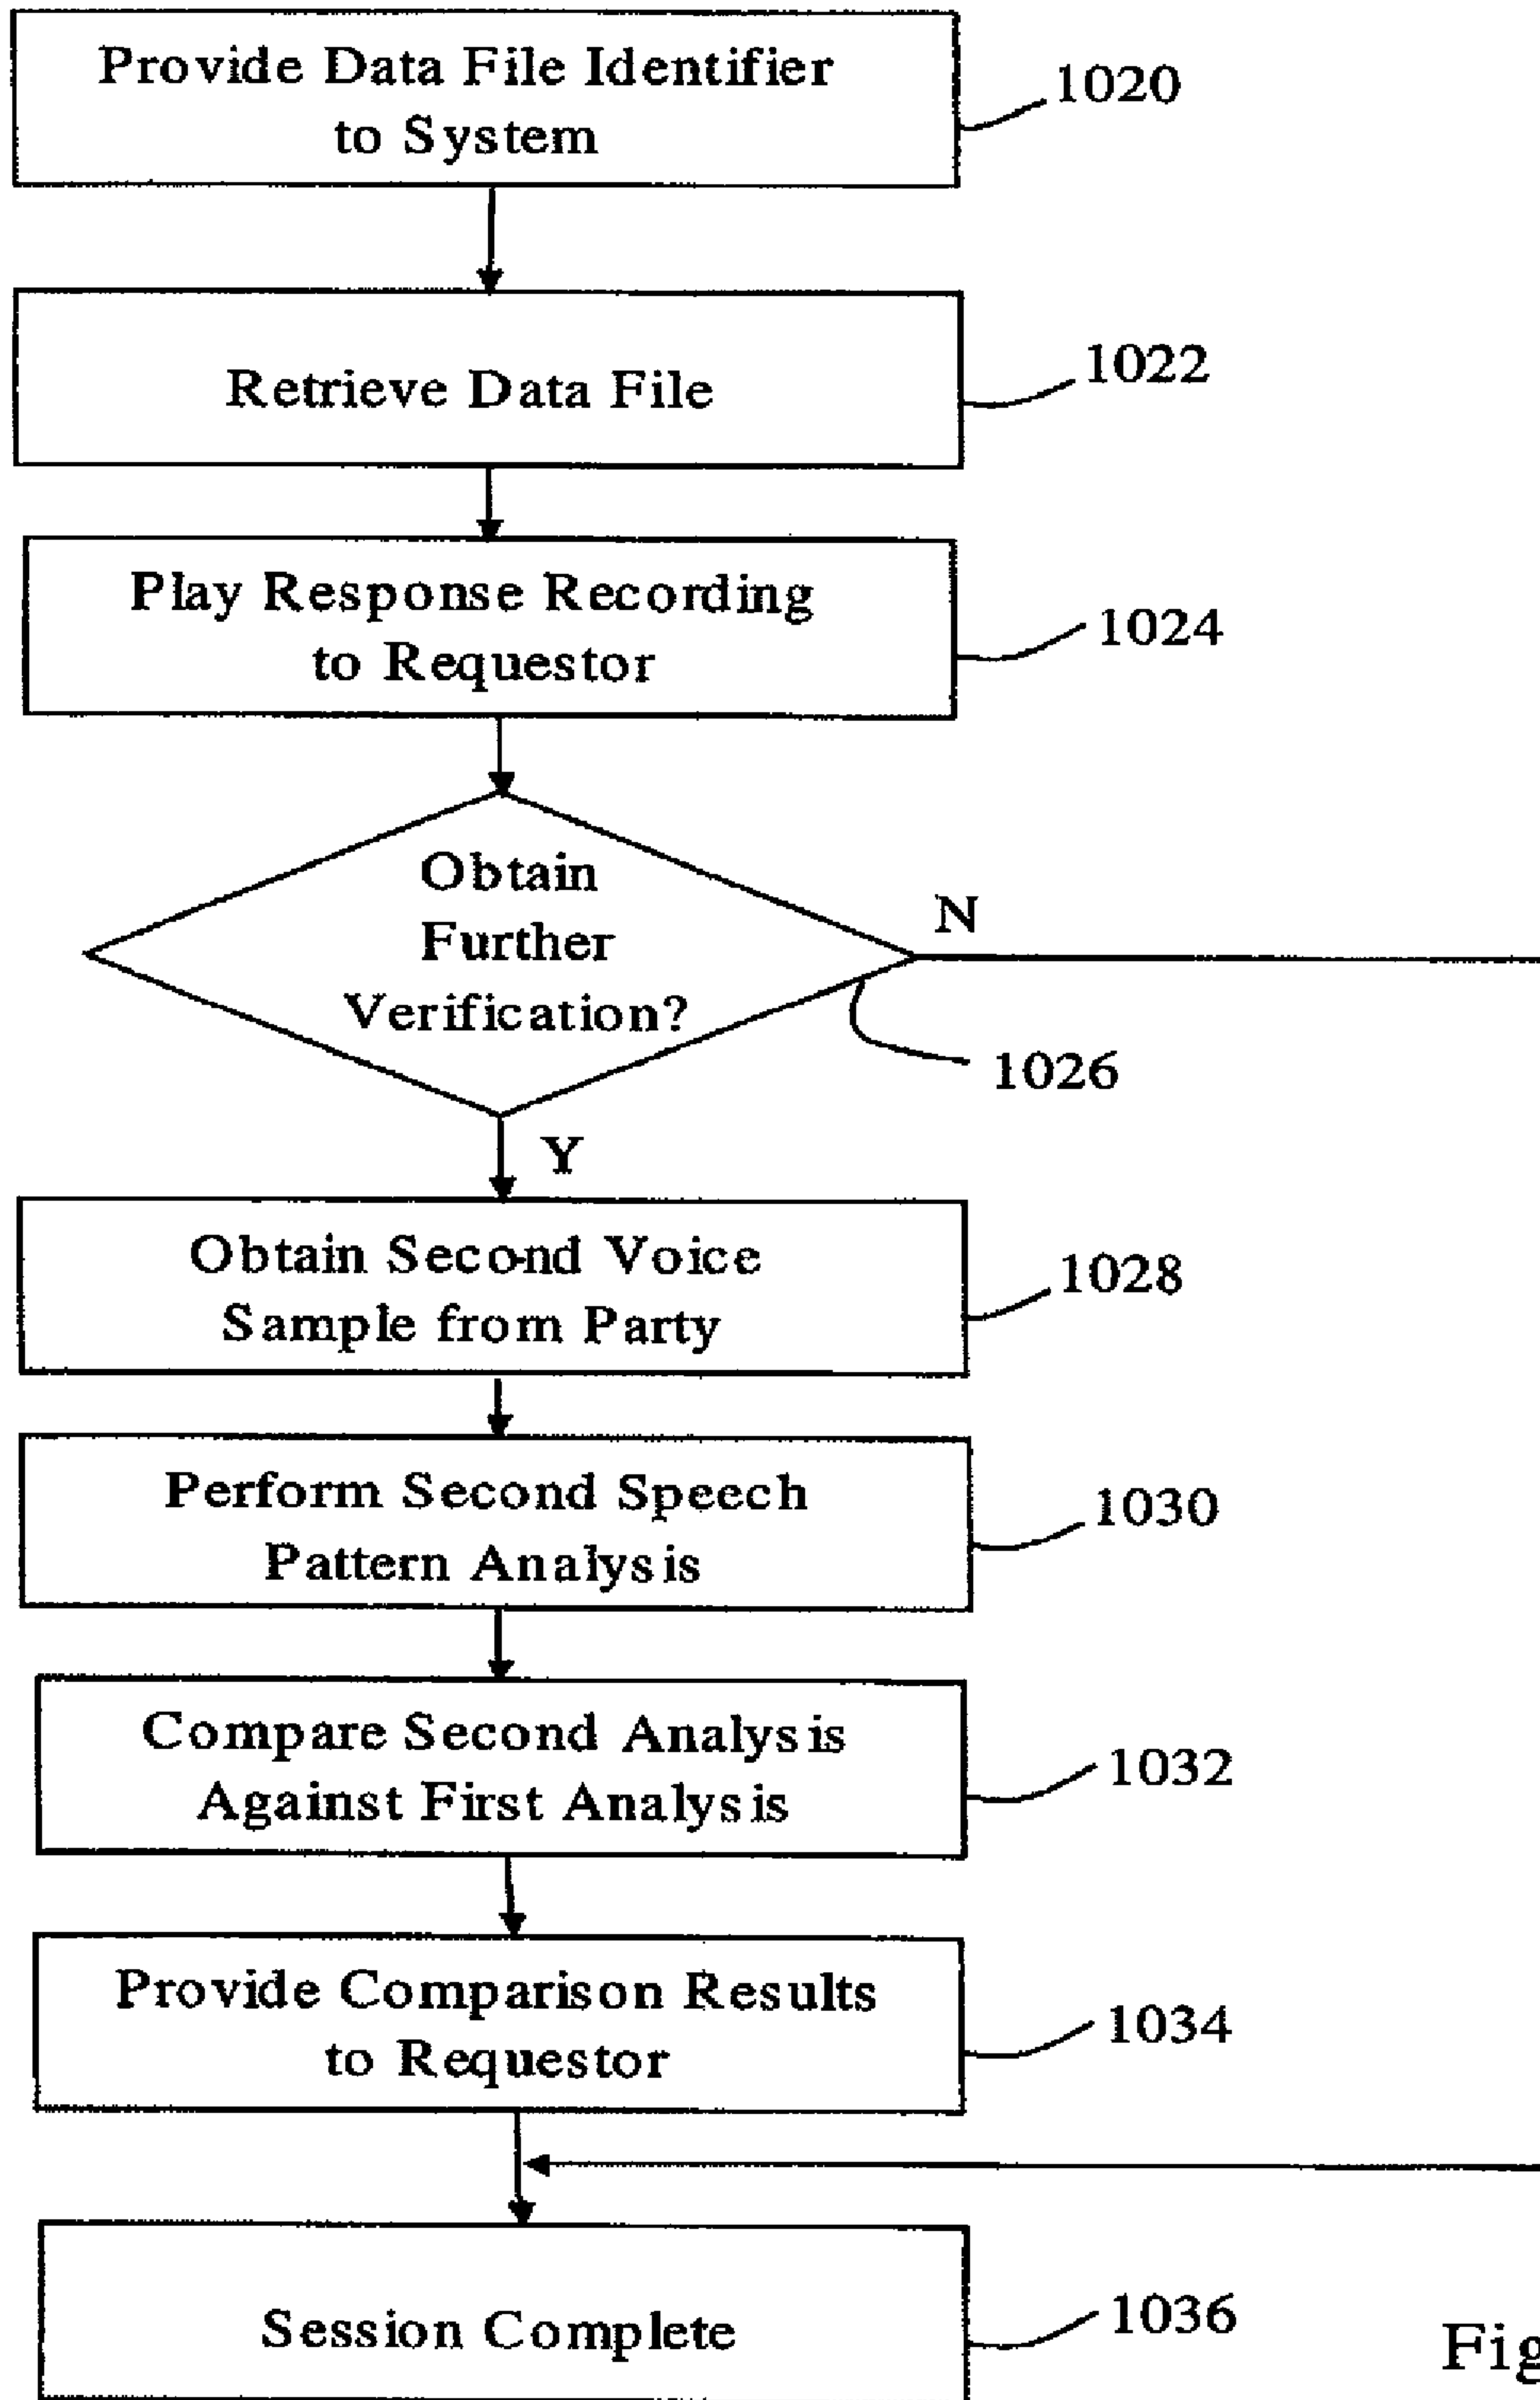 Provide Data File Identifier
to System
1020
Retrieve Data File
1022
Play Response Recording
to Requestor
1024
Obtain
Further
Verification?
N
1026
Y
Obtain Second Voice
Sample from Party
1028
Perform Second Speech
Pattern Analysis
1030
Compare Second Analysis
Against First Analysis
1032
Provide Comparison Results
to Requestor
1034
Session Complete
1036
Fig